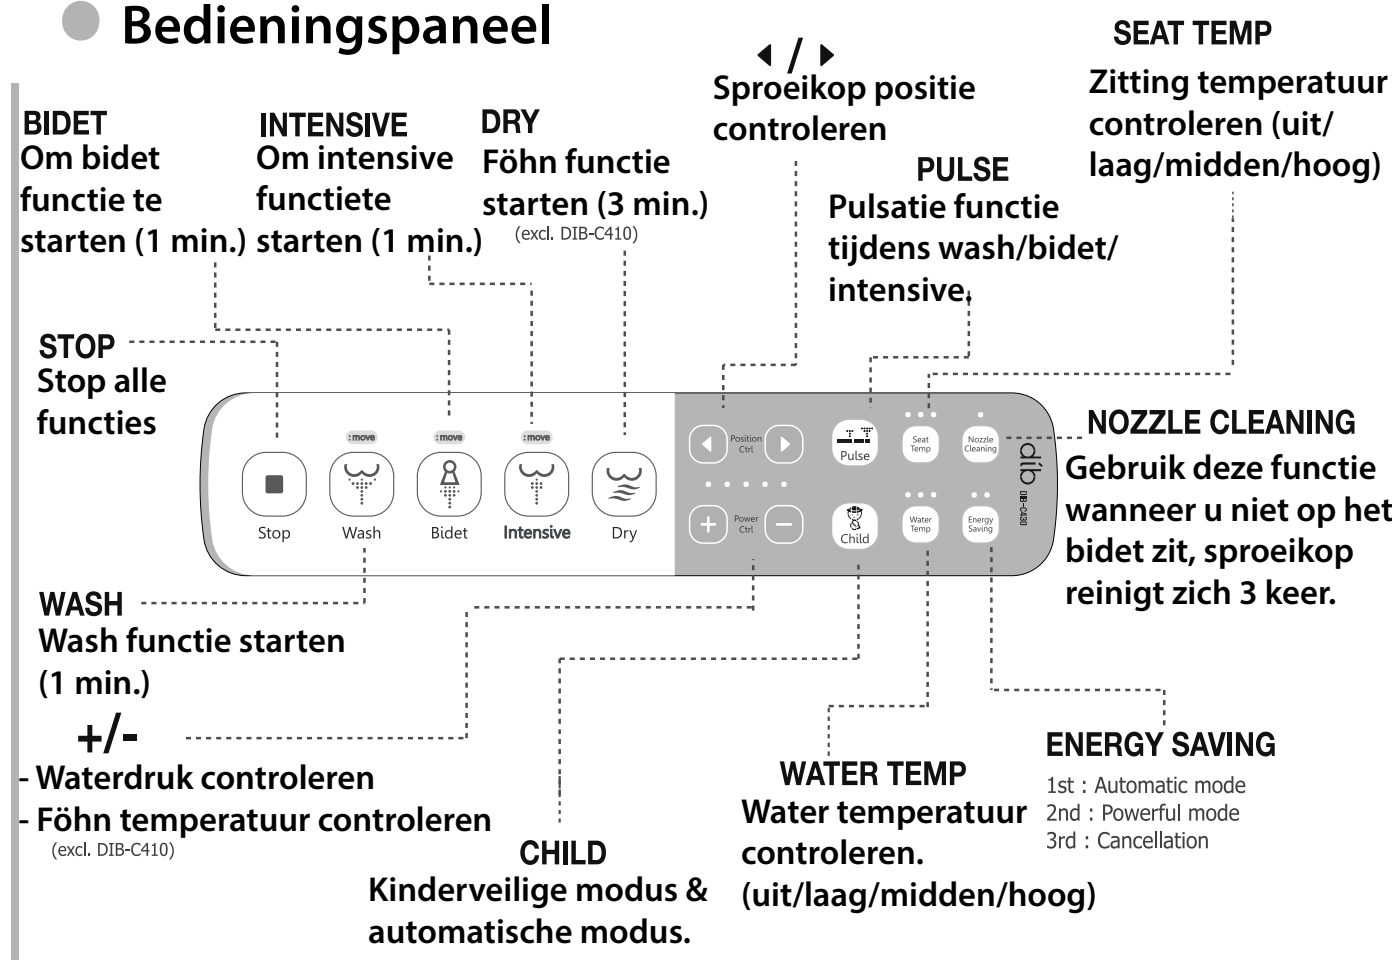 Bedieningspaneel
BIDET
Om bidet
functie te
starten (1 min.)
INTENSIVE
Om intensive
functiete
starten (1 min.)
DRY
Föhn functie
starten (3 min.)
(excl. DIB-C410)
/
Sproeikop positie
controleren
PULSE
Pulsatie functie
tijdens wash/bidet/
intensive.
SEAT TEMP
Zitting temperatuur
controleren (uit/
laag/midden/hoog)
STOP
Stop alle
functies
:move
:move
:move
Stop
Wash
Bidet
Intensive
Dry
Position
Ctrl
Power
Ctrl
Pulse
Child
Seat
Temp
Nozzle
Cleaning
Water
Temp
Energy
Saving
dib
DIB-C430
NOZZLE CLEANING
Gebruik deze functie
wanneer u niet op het
bidet zit, sproeikop
reinigt zich 3 keer.
WASH
Wash functie starten
(1 min.)
+/-
- Waterdruk controleren
- Föhn temperatuur controleren
(excl. DIB-C410)
CHILD
Kinderveilige modus &
automatische modus.
WATER TEMP
Water temperatuur
controleren.
(uit/laag/midden/hoog)
ENERGY SAVING
1st : Automatic mode
2nd : Powerful mode
3rd : Cancellation